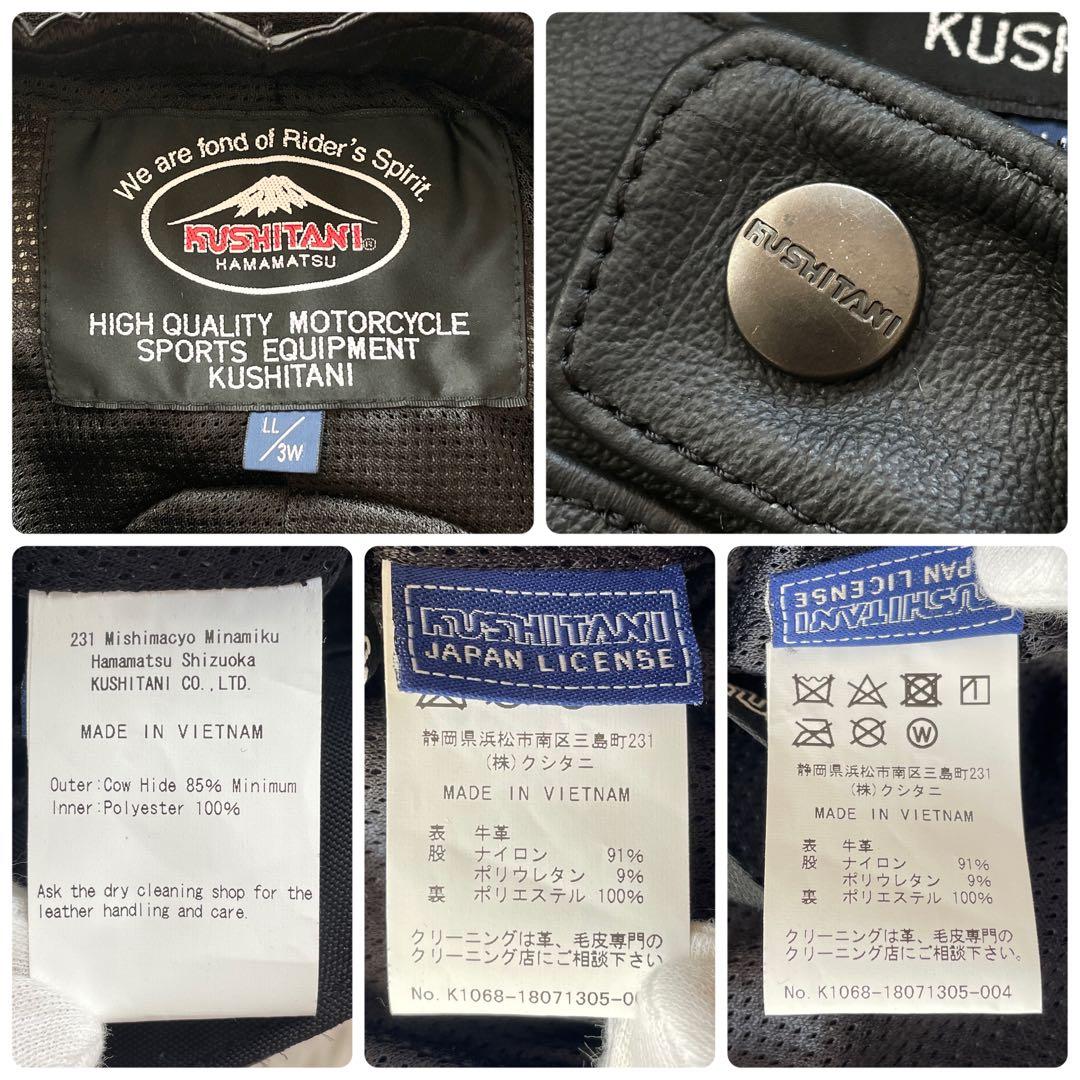 We are fond of Rider's Spirit.
KUSHITANI®
HAMAMATSU
HIGH QUALITY MOTORCYCLE
SPORTS EQUIPMENT
KUSHITANI
LL/3W
KUSH
KUSHITANI
231 Mishimacyo Minamiku
Hamamatsu Shizuoka
KUSHITANI CO.,LTD.
MADE IN VIETNAM
Outer:Cow Hide 85% Minimum
Inner:Polyester 100%
Ask the dry cleaning shop for the
leather handling and care.
KUSHITANI
JAPAN LICENSE
静岡県浜松市南区三島町231
(株)クシタニ
MADE IN VIETNAM
表 牛革
股 ナイロン 91%
ポリウレタン 9%
裏 ポリエステル 100%
クリーニングは革、毛皮専門の
クリーニング店にご相談下さい
No. K1068-18071305-00
APAN LICENSE
KUSHITANI
1
W
静岡県浜松市南区三島町231
(株)クシタニ
MADE IN VIETNAM
表 牛革
股 ナイロン 91%
ポリウレタン 9%
裏 ポリエステル 100%
クリーニングは革、毛皮専門の
クリーニング店にご相談下さい
No. K1068-18071305-004